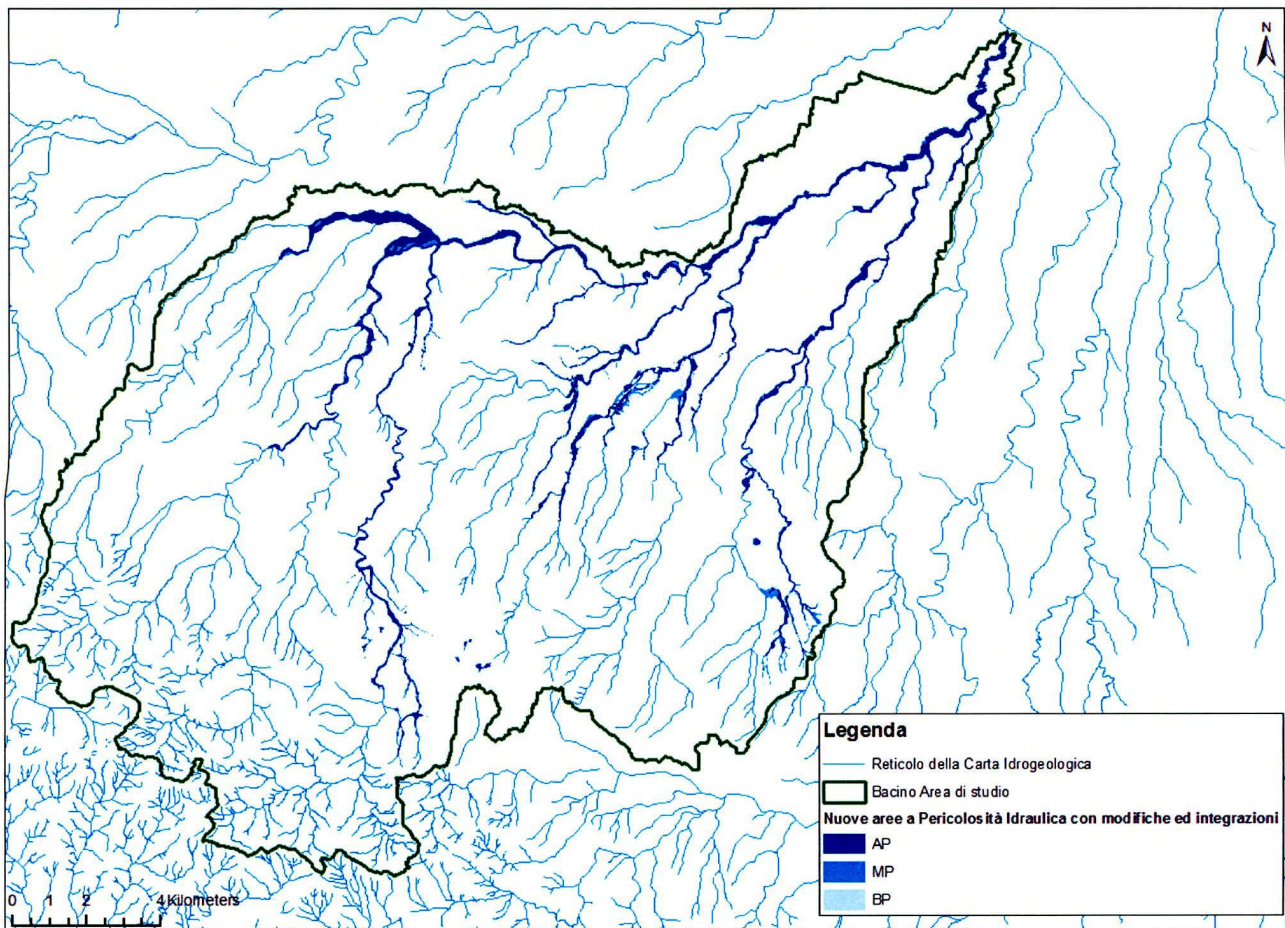 N
Legenda
Reticolo della Carta Idrogeologica
Bacino Area di studio
Nuove aree a Pericolosità Idraulica con modifiche ed integrazioni
AP
MP
BP
0 1 2 4 Kilometers